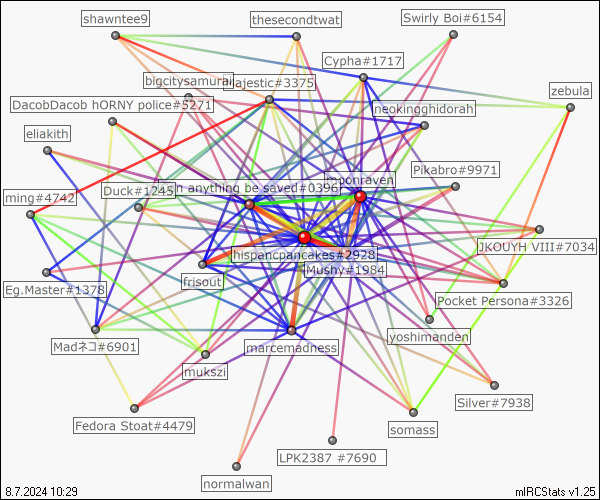 shawntee9
thesecondtwat
Swirly Boi#6154
Cypha#1717
bigcitysamurai
majestic#3375
zebula
DacobDacob hORNY police#5271
neokingghidorah
eliakith
Pikabro#9971
ming#4742
Duck#1245
anything be saved#0396
moonraven
JKOUYH VIII#7034
hispancpancakes#2928
Mushy#1984
frisout
Eg.Master#1378
Pocket Persona#3326
yoshimanden
Madネコ#6901
marcemadness
mukszi
Silver#7938
Fedora Stoat#4479
somass
LPK2387 #7690
normalwan
8.7.2024 10:29
mIRCStats v1.25